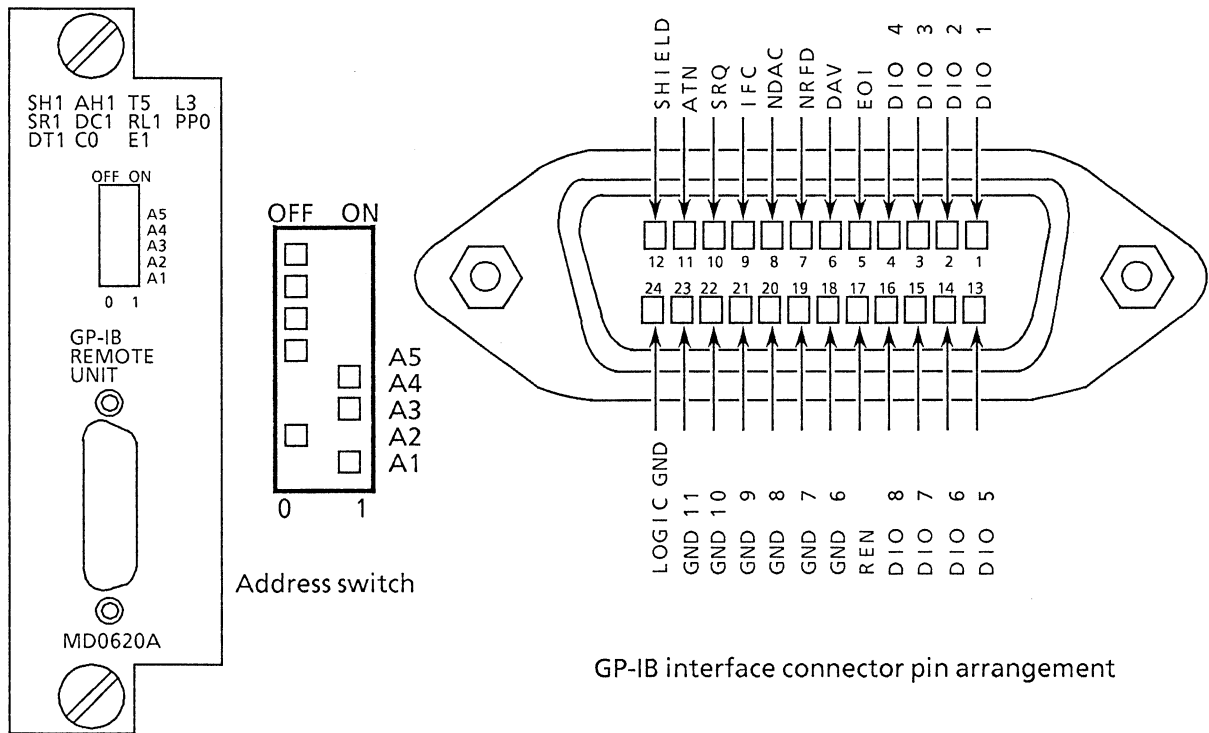 SH1 AH1 T5 L3
SR1 DC1 RL1 PP0
DT1 C0 E1
OFF ON
A5
A4
A3
A2
A1
0 1
GP-IB
REMOTE
UNIT
MD0620A
OFF ON
A5
A4
A3
A2
A1
0 1
Address switch
SHIELD
ATN
SRQ
IFC
NDAC
NRFD
DAV
EOI
DIO 4
DIO 3
DIO 2
DIO 1
12 11 10 9 8 7 6 5 4 3 2 1
24 23 22 21 20 19 18 17 16 15 14 13
LOGIC GND
GND 11
GND 10
GND 9
GND 8
GND 7
GND 6
REN
DIO 8
DIO 7
DIO 6
DIO 5
GP-IB interface connector pin arrangement